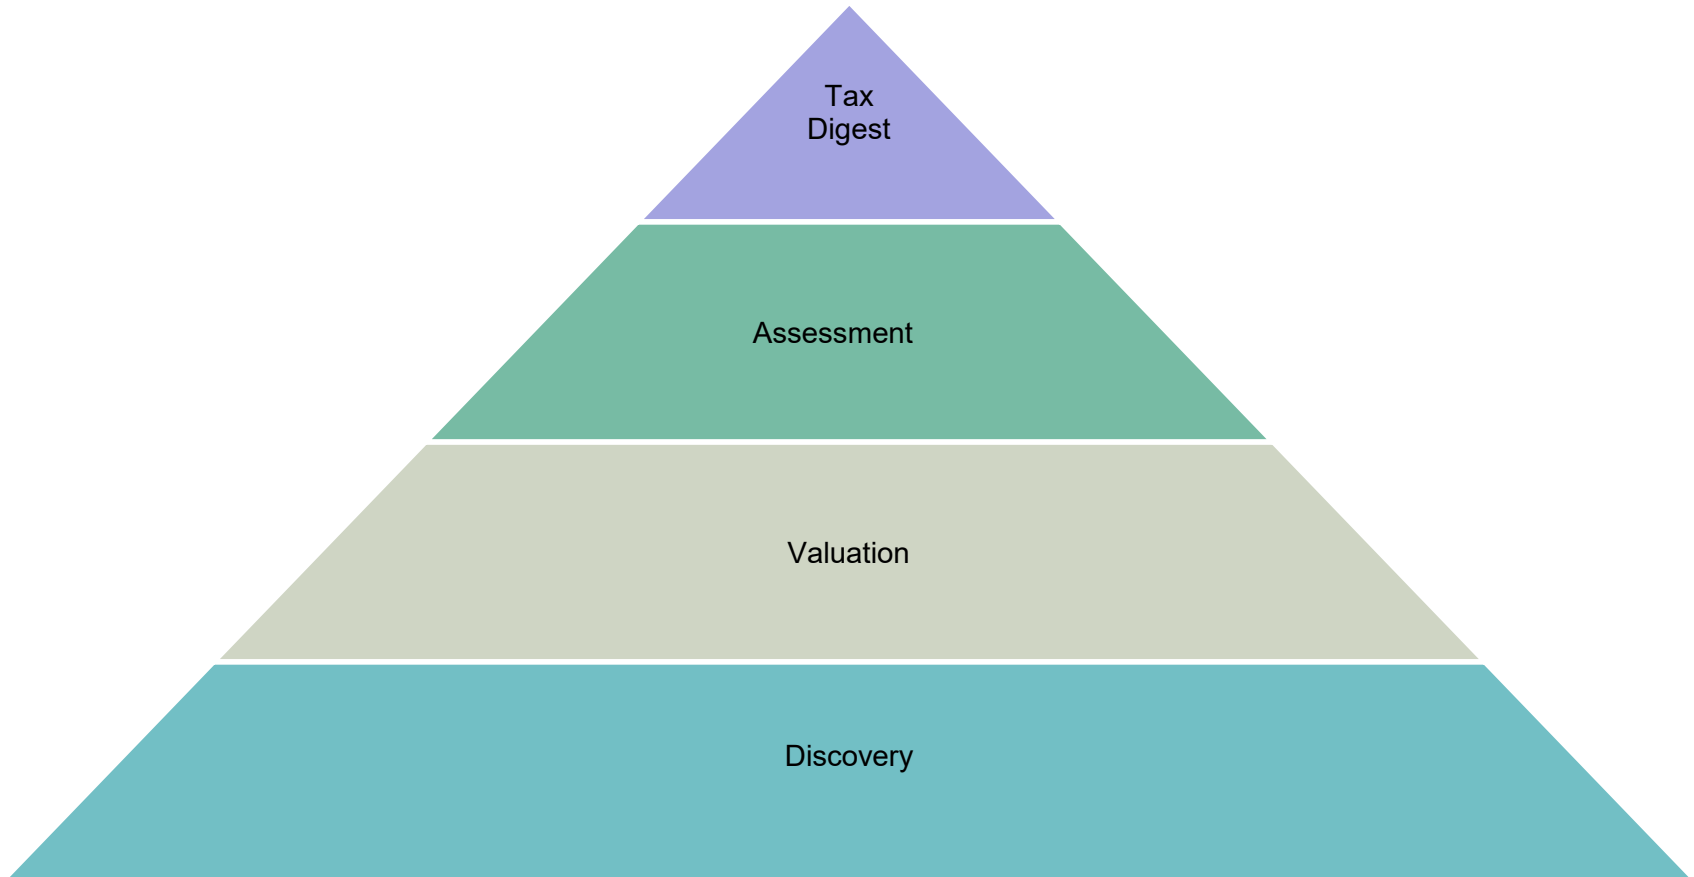 Tax
Digest
Assessment
Valuation
Discovery